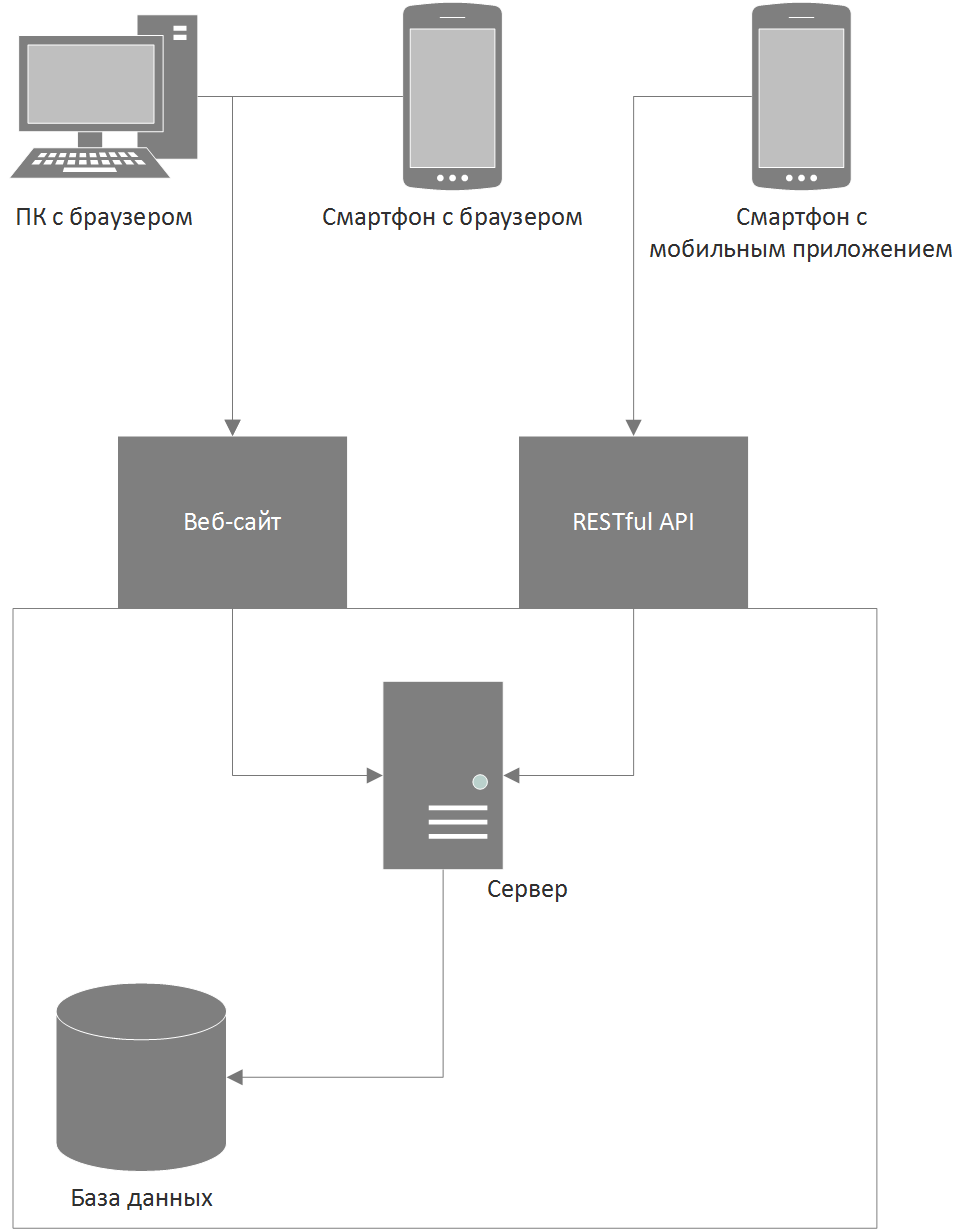 ПК с браузером
Смартфон с браузером
Смартфон с
мобильным приложением
Веб-сайт
RESTful API
Сервер
База данных